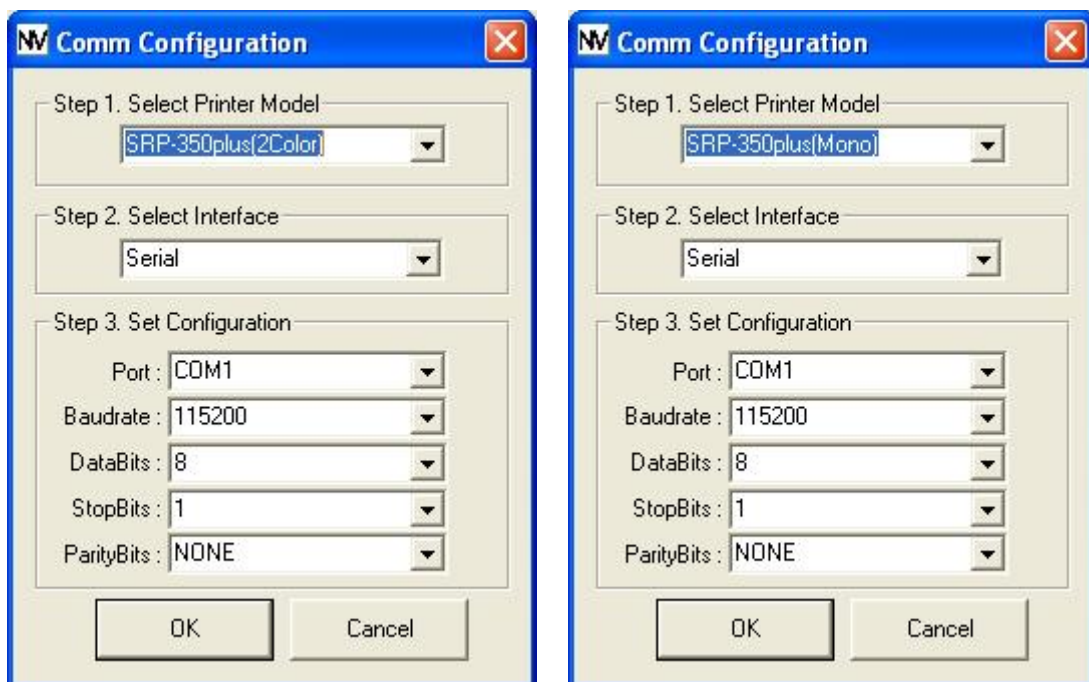 NV Comm Configuration
Step 1. Select Printer Model
SRP-350plus(2Color)
Step 2. Select Interface
Serial
Step 3. Set Configuration
Port : COM1
Baudrate : 115200
DataBits : 8
StopBits : 1
ParityBits : NONE
OK Cancel
NV Comm Configuration
Step 1. Select Printer Model
SRP-350plus(Mono)
Step 2. Select Interface
Serial
Step 3. Set Configuration
Port : COM1
Baudrate : 115200
DataBits : 8
StopBits : 1
ParityBits : NONE
OK Cancel